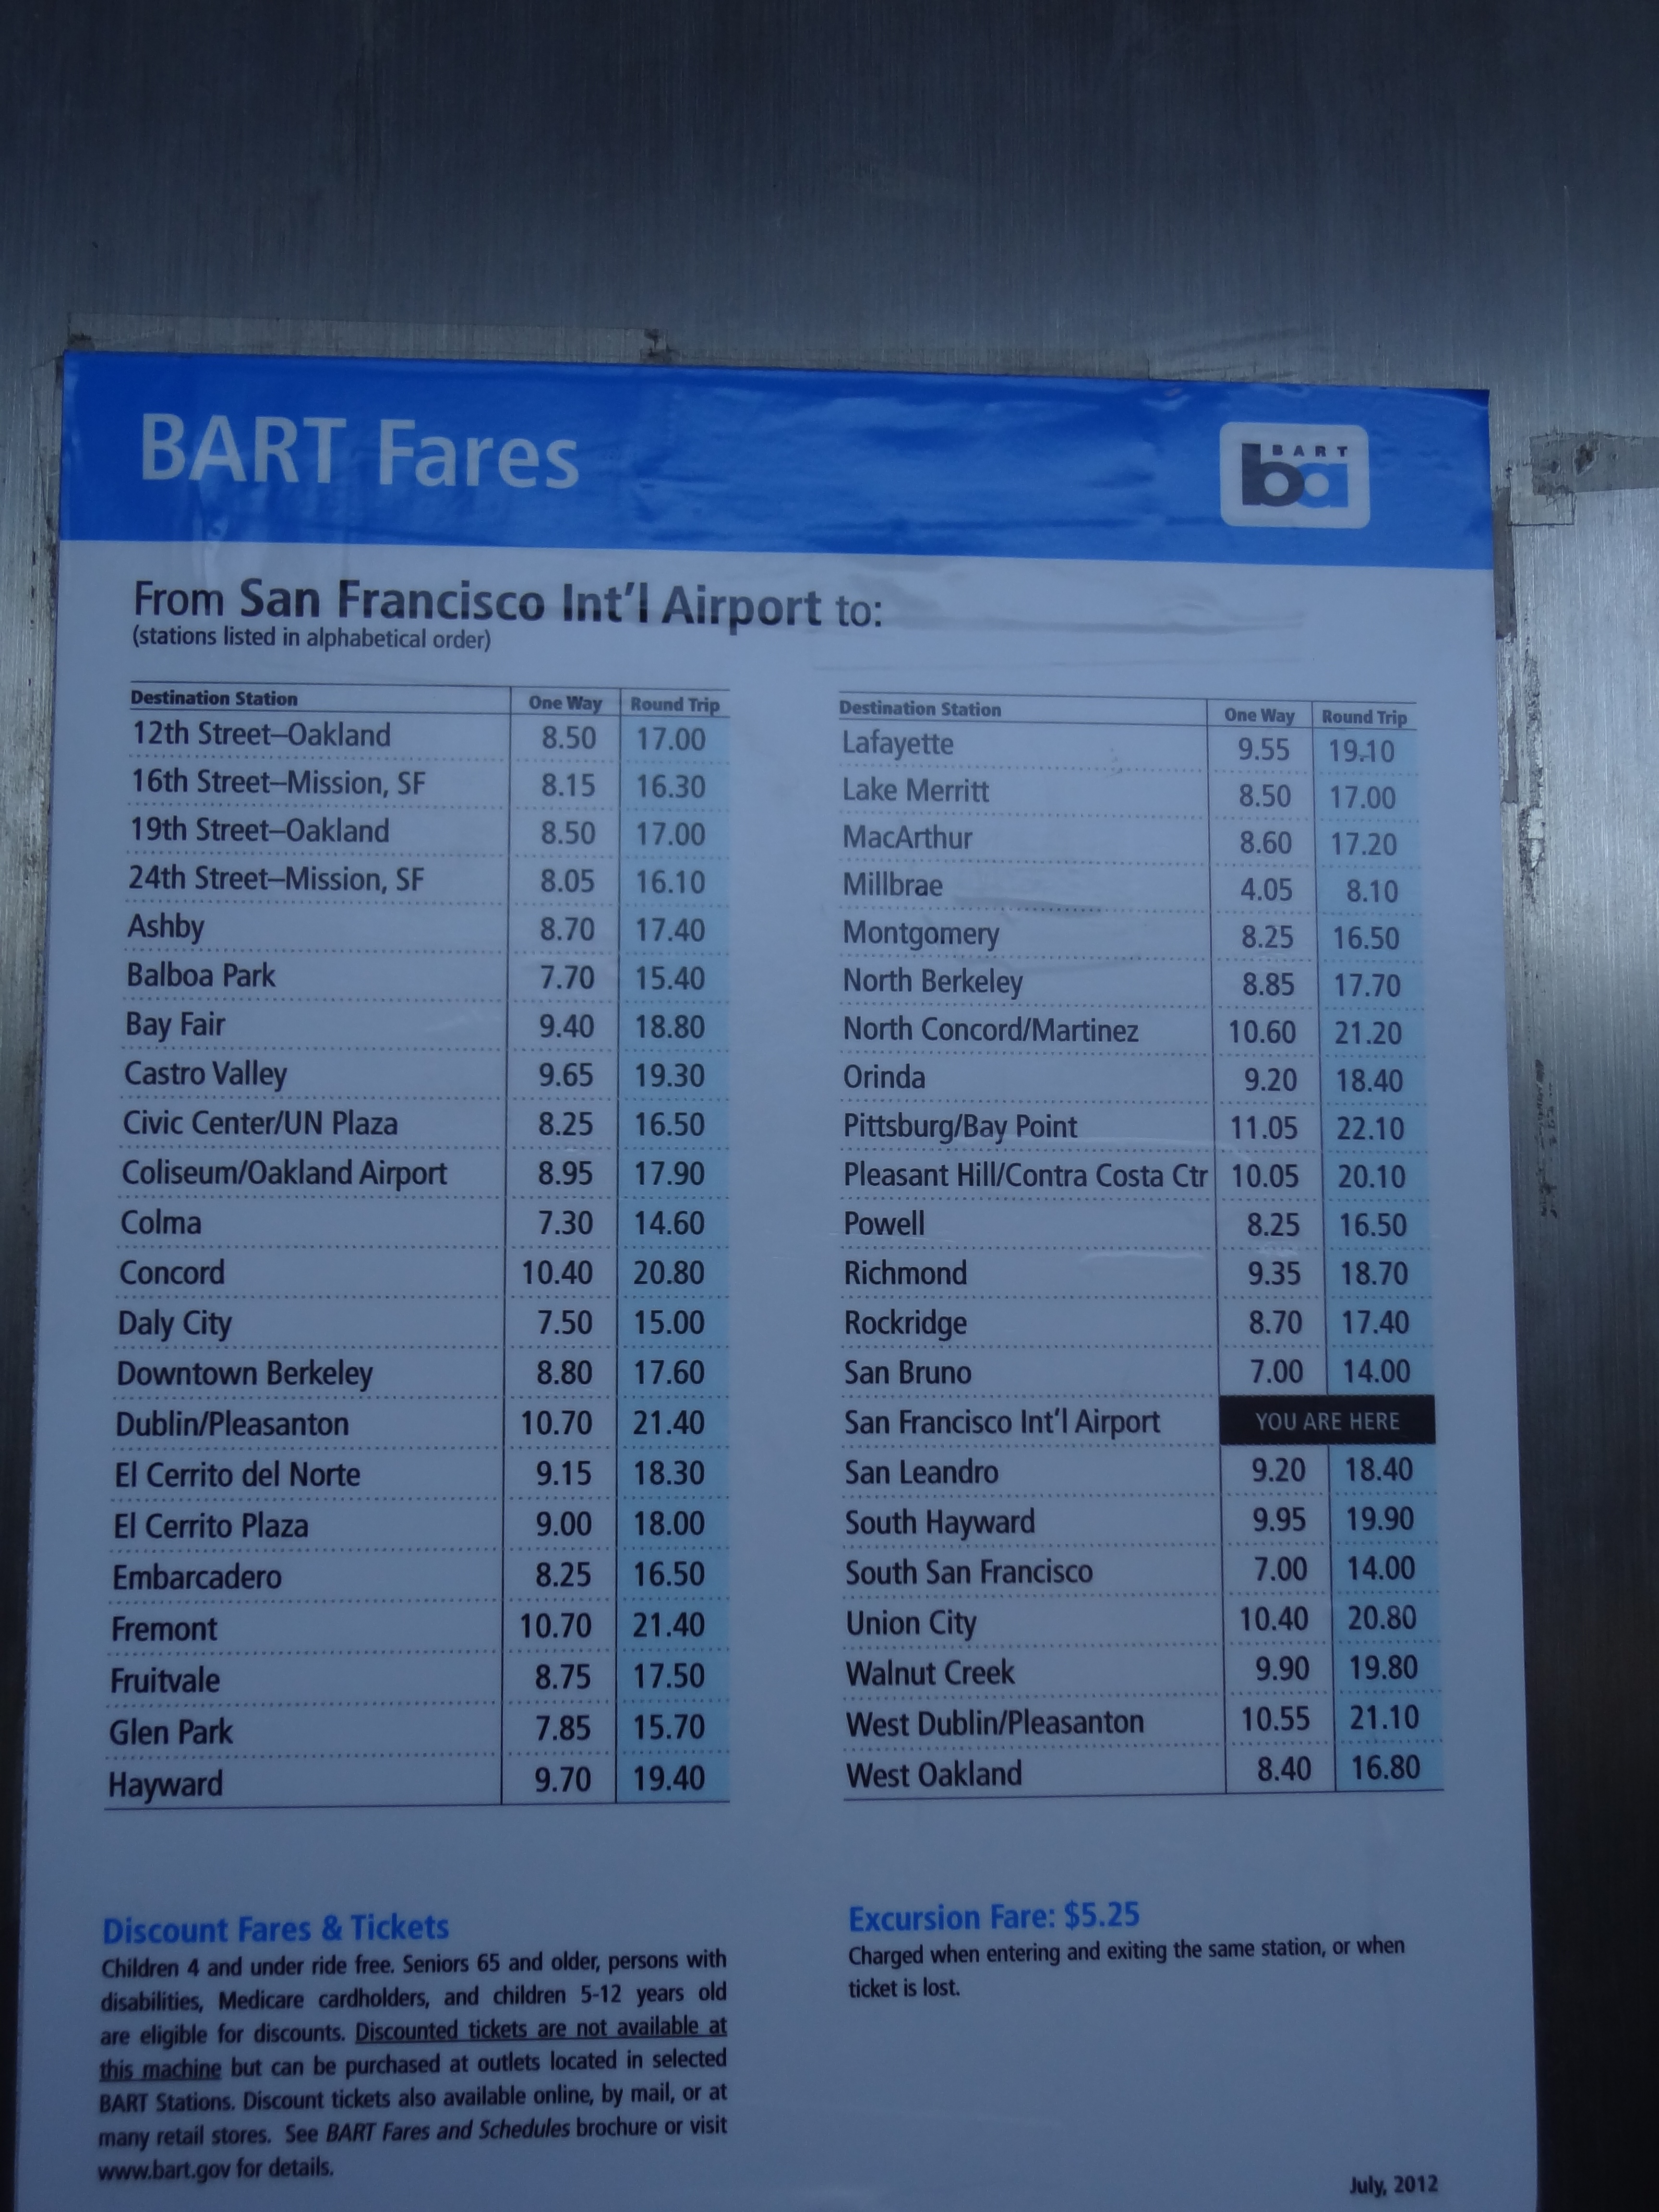 BART Fares
BART
ba
From San Francisco Int'l Airport to:
(stations listed in alphabetical order)
Destination Station One Way Round Trip
12th Street–Oakland 8.50 17.00
16th Street–Mission, SF 8.15 16.30
19th Street–Oakland 8.50 17.00
24th Street–Mission, SF 8.05 16.10
Ashby 8.70 17.40
Balboa Park 7.70 15.40
Bay Fair 9.40 18.80
Castro Valley 9.65 19.30
Civic Center/UN Plaza 8.25 16.50
Coliseum/Oakland Airport 8.95 17.90
Colma 7.30 14.60
Concord 10.40 20.80
Daly City 7.50 15.00
Downtown Berkeley 8.80 17.60
Dublin/Pleasanton 10.70 21.40
El Cerrito del Norte 9.15 18.30
El Cerrito Plaza 9.00 18.00
Embarcadero 8.25 16.50
Fremont 10.70 21.40
Fruitvale 8.75 17.50
Glen Park 7.85 15.70
Hayward 9.70 19.40
Destination Station One Way Round Trip
Lafayette 9.55 19.10
Lake Merritt 8.50 17.00
MacArthur 8.60 17.20
Millbrae 4.05 8.10
Montgomery 8.25 16.50
North Berkeley 8.85 17.70
North Concord/Martinez 10.60 21.20
Orinda 9.20 18.40
Pittsburg/Bay Point 11.05 22.10
Pleasant Hill/Contra Costa Ctr 10.05 20.10
Powell 8.25 16.50
Richmond 9.35 18.70
Rockridge 8.70 17.40
San Bruno 7.00 14.00
San Francisco Int'l Airport YOU ARE HERE
San Leandro 9.20 18.40
South Hayward 9.95 19.90
South San Francisco 7.00 14.00
Union City 10.40 20.80
Walnut Creek 9.90 19.80
West Dublin/Pleasanton 10.55 21.10
West Oakland 8.40 16.80
Discount Fares & Tickets
Children 4 and under ride free. Seniors 65 and older, persons with
disabilities, Medicare cardholders, and children 5-12 years old
are eligible for discounts. Discounted tickets are not available at
this machine but can be purchased at outlets located in selected
BART Stations. Discount tickets also available online, by mail, or at
many retail stores. See BART Fares and Schedules brochure or visit
www.bart.gov for details.
Excursion Fare: $5.25
Charged when entering and exiting the same station, or when
ticket is lost.
July, 2012